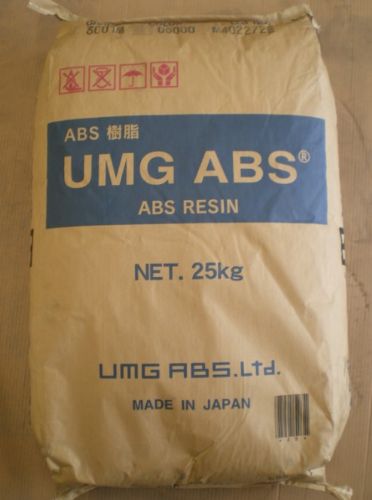 ABS 樹脂
UMG ABS®
ABS RESIN
NET. 25kg
UMG ABS.Ltd.
MADE IN JAPAN